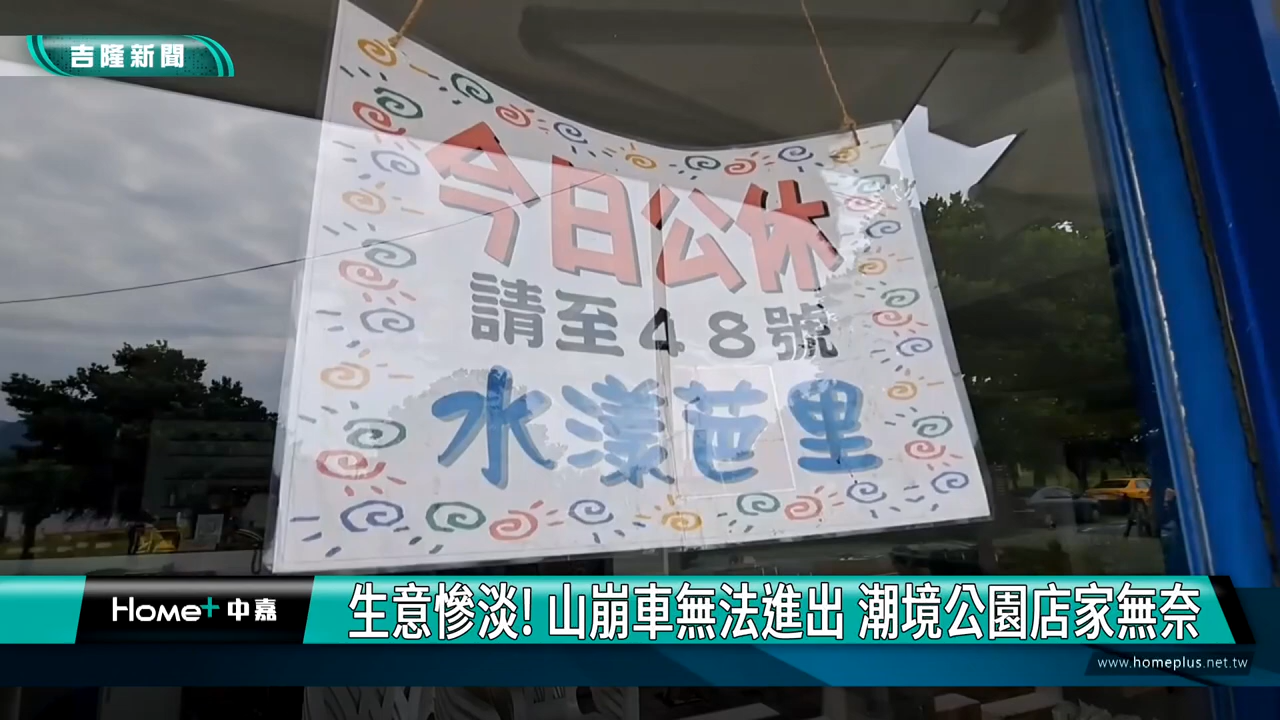 吉隆新聞
今日公休
請至48號
水漾芭里
Home+ 中嘉
生意慘淡! 山崩車無法進出 潮境公園店家無奈
www.homeplus.net.tw